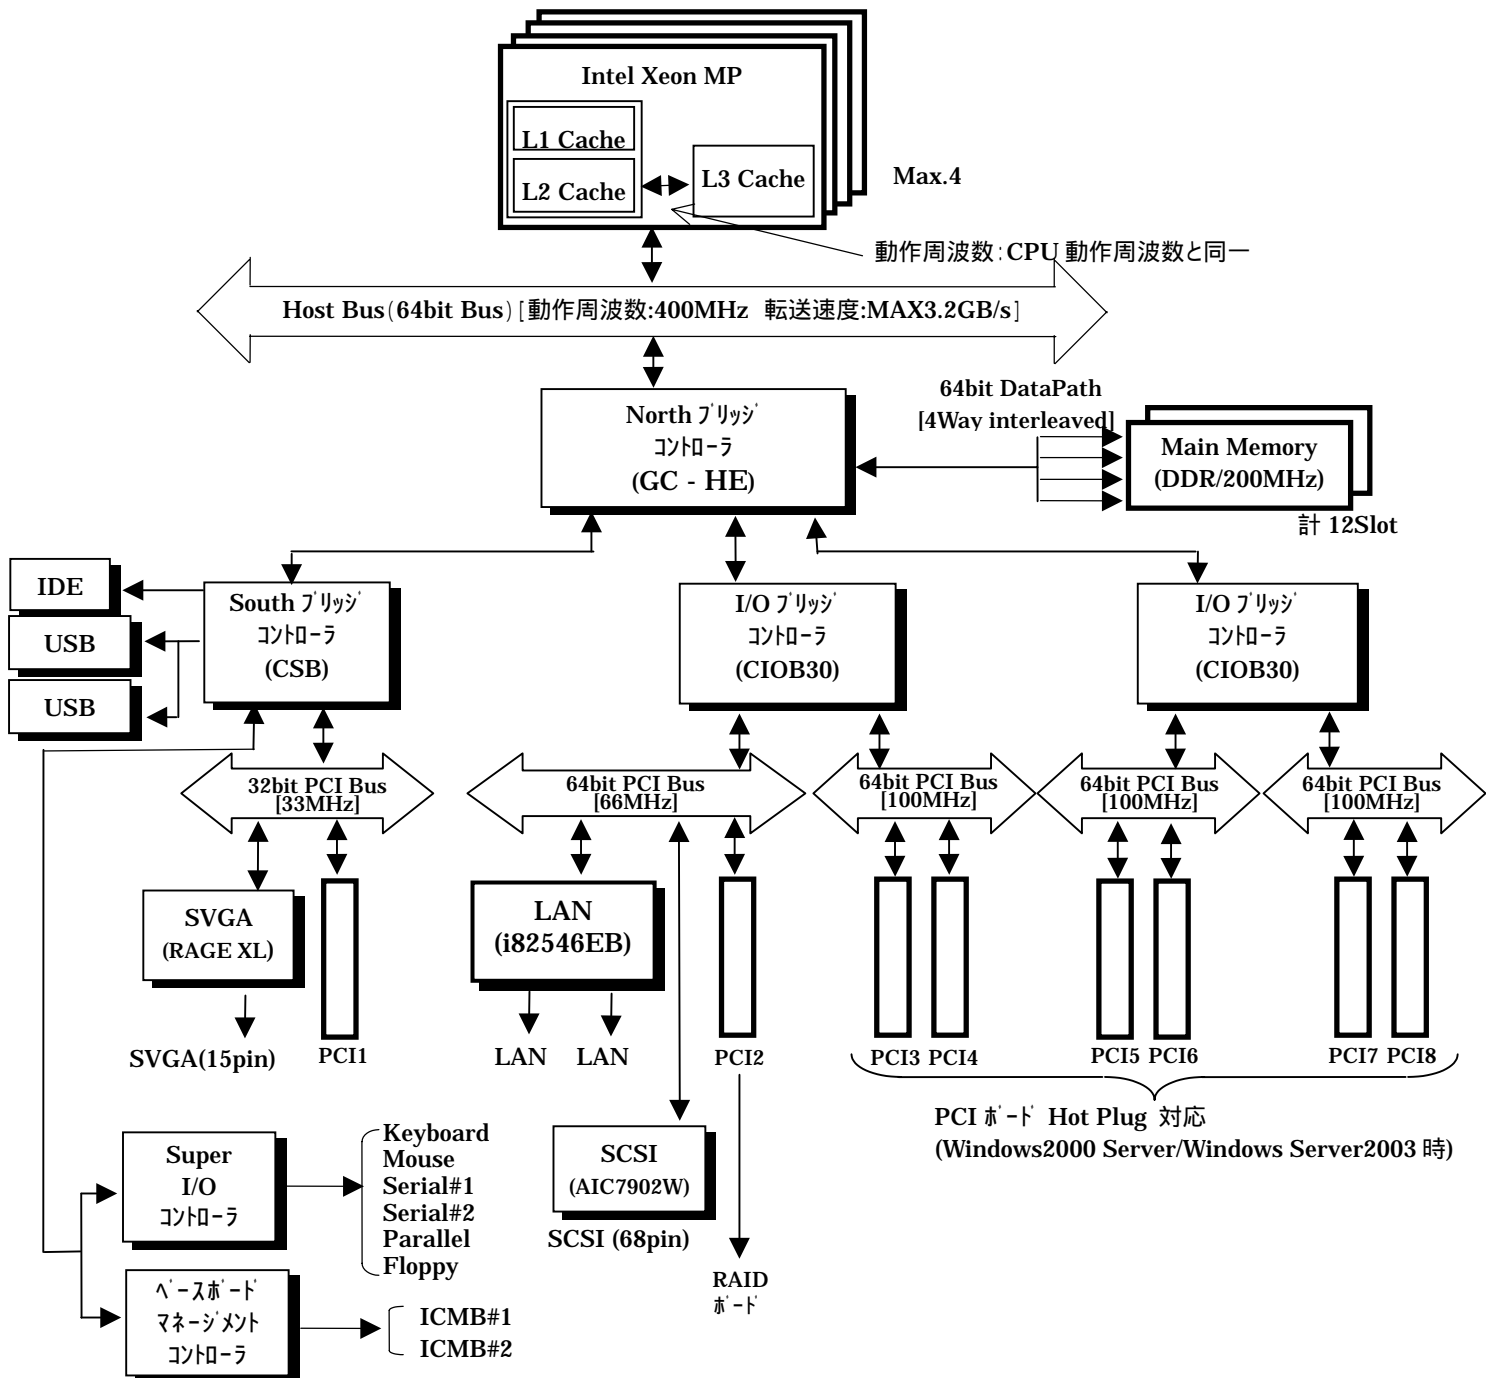 Intel Xeon MP
L1 Cache
L2 Cache
L3 Cache
Max.4
動作周波数:CPU 動作周波数と同一
Host Bus(64bit Bus) [動作周波数:400MHz 転送速度:MAX3.2GB/s]
North ﾌﾞﾘｯｼﾞ
ｺﾝﾄﾛｰﾗ
(GC - HE)
64bit DataPath
[4Way interleaved]
Main Memory
(DDR/200MHz)
計 12Slot
IDE
USB
USB
South ﾌﾞﾘｯｼﾞ
ｺﾝﾄﾛｰﾗ
(CSB)
I/O ﾌﾞﾘｯｼﾞ
ｺﾝﾄﾛｰﾗ
(CIOB30)
I/O ﾌﾞﾘｯｼﾞ
ｺﾝﾄﾛｰﾗ
(CIOB30)
32bit PCI Bus
[33MHz]
64bit PCI Bus
[66MHz]
64bit PCI Bus
[100MHz]
64bit PCI Bus
[100MHz]
64bit PCI Bus
[100MHz]
SVGA
(RAGE XL)
SVGA(15pin)
PCI1
LAN
(i82546EB)
LAN
LAN
PCI2
PCI3
PCI4
PCI5
PCI6
PCI7
PCI8
PCI ﾎﾞｰﾄﾞ Hot Plug 対応
(Windows2000 Server/Windows Server2003 時)
Super
I/O
ｺﾝﾄﾛｰﾗ
Keyboard
Mouse
Serial#1
Serial#2
Parallel
Floppy
SCSI
(AIC7902W)
SCSI (68pin)
RAID
ﾎﾞｰﾄﾞ
ﾍﾞｰｽﾎﾞｰﾄﾞ
ﾏﾈｰｼﾞﾒﾝﾄ
ｺﾝﾄﾛｰﾗ
ICMB#1
ICMB#2